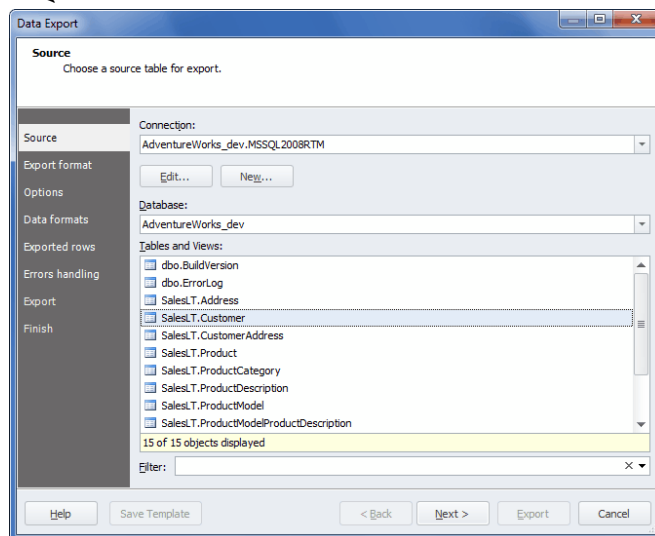 Data Export
Source
Choose a source table for export.
Source
Export format
Options
Data formats
Exported rows
Errors handling
Export
Finish
Connection:
AdventureWorks_dev.MSSQL2008RTM
Edit...
New...
Database:
AdventureWorks_dev
Tables and Views:
dbo.BuildVersion
dbo.ErrorLog
SalesLT.Address
SalesLT.Customer
SalesLT.CustomerAddress
SalesLT.Product
SalesLT.ProductCategory
SalesLT.ProductDescription
SalesLT.ProductModel
SalesLT.ProductModelProductDescription
15 of 15 objects displayed
Filter:
Help
Save Template
< Back
Next >
Export
Cancel